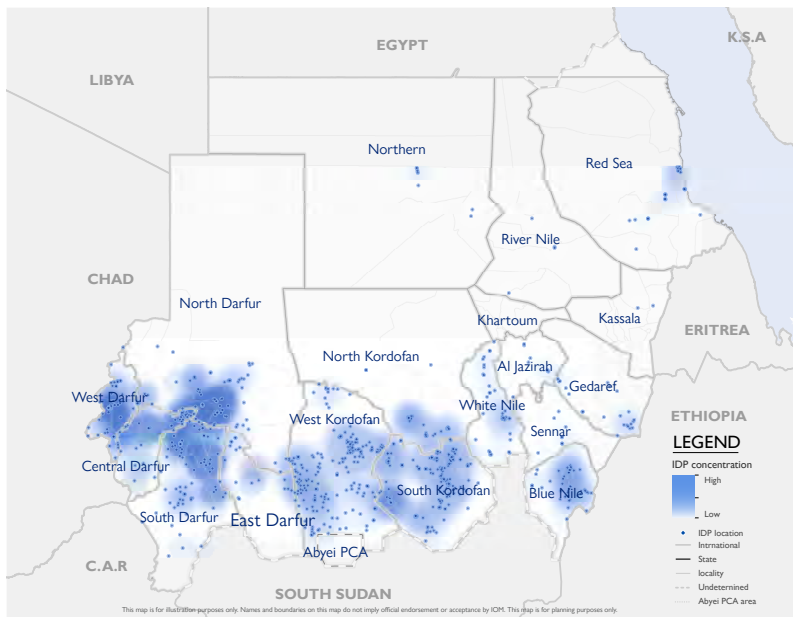 K.S.A
EGYPT
LIBYA
Northern
Red Sea
River Nile
CHAD
North Darfur
Khartoum
Kassala
ERITREA
North Kordofan
Al Jazirah
Gedaref
West Darfur
White Nile
West Kordofan
ETHIOPIA
Sennar
Central Darfur
South Kordofan
Blue Nile
South Darfur
East Darfur
Abyei PCA
C.A.R
SOUTH SUDAN
LEGEND
IDP concentration
High
Low
IDP location
Intrnational
State
locality
Undeternined
Abyei PCA area
This map is for illustration purposes only. Names and boundaries on this map do not imply official endorsement or acceptance by IOM. This map is for planning purposes only.